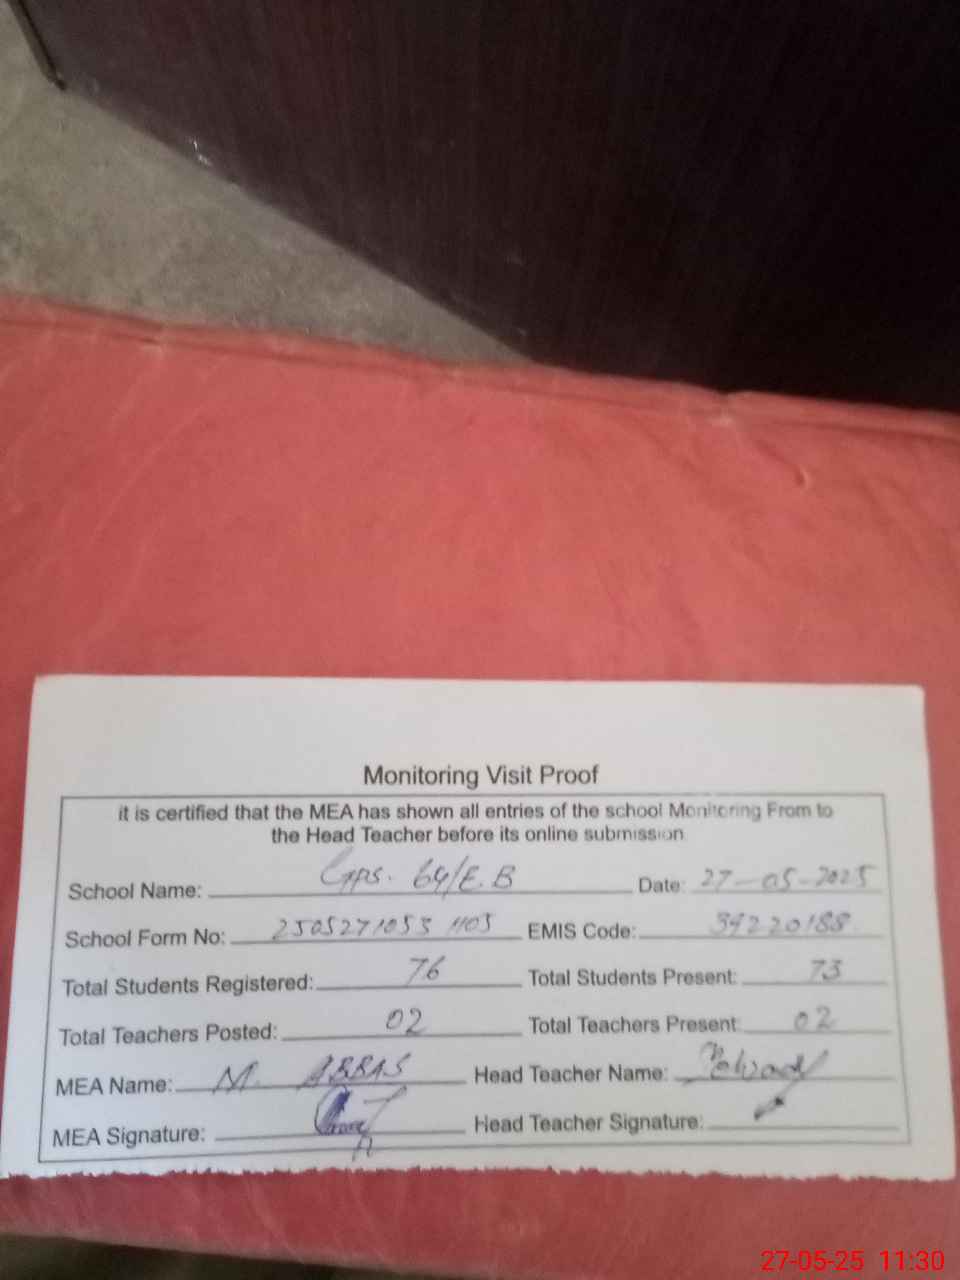 Monitoring Visit Proof
it is certified that the MEA has shown all entries of the school Monitoring From to
the Head Teacher before its online submission
School Name: Gps. 64/E.B Date: 27-05-2025
School Form No: 2505271053 1105 EMIS Code: 39220188
Total Students Registered: 76 Total Students Present: 73
Total Teachers Posted: 02 Total Teachers Present: 02
MEA Name: M. ABBAS Head Teacher Name:
MEA Signature: Head Teacher Signature:
27-05-25 11:30